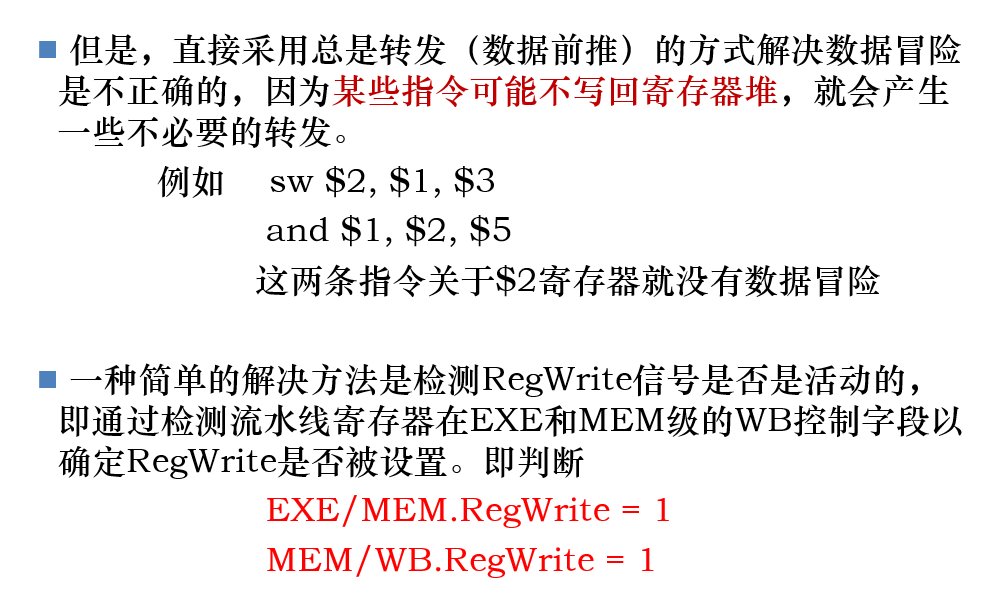 但是，直接采用总是转发（数据前推）的方式解决数据冒险
是不正确的，因为某些指令可能不写回寄存器堆，就会产生
一些不必要的转发。
例如 sw $2, $1, $3
and $1, $2, $5
这两条指令关于$2寄存器就没有数据冒险
一种简单的解决方法是检测RegWrite信号是否是活动的，
即通过检测流水线寄存器在EXE和MEM级的WB控制字段以
确定RegWrite是否被设置。即判断
EXE/MEM.RegWrite = 1
MEM/WB.RegWrite = 1